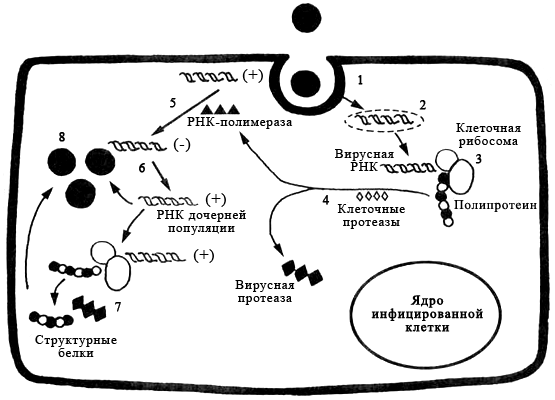 (+)
1
5
2
РНК-полимераза
8
(-)
Клеточная
рибосома
6
Вирусная
РНК
3
(+)
4
Клеточные
протеазы
Полипротеин
РНК дочерней
популяции
(+)
7
Вирусная
протеаза
Структурные
белки
Ядро
инфицированной
клетки